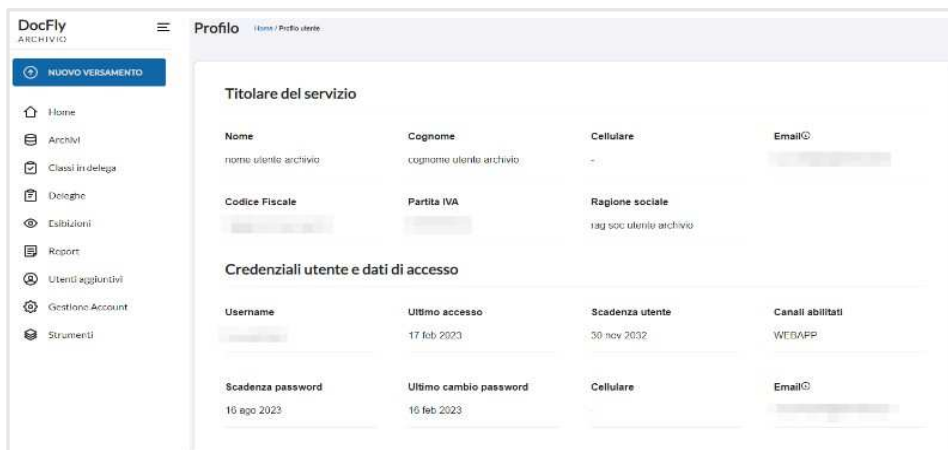 DocFly
ARCHIVIO
Profilo Home / Profilo utente
NUOVO VERSAMENTO
Home
Archivi
Classi in delega
Deleghe
Esibizioni
Report
Utenti aggiuntivi
Gestione Account
Strumenti
Titolare del servizio
Nome Cognome Cellulare Email
nome utente archivio cognome utente archivio -
Codice Fiscale Partita IVA Ragione sociale
rag soc utente archivio
Credenziali utente e dati di accesso
Username Ultimo accesso Scadenza utente Canali abilitati
17 feb 2023 30 nov 2032 WEBAPP
Scadenza password Ultimo cambio password Cellulare Email
16 ago 2023 16 feb 2023 -